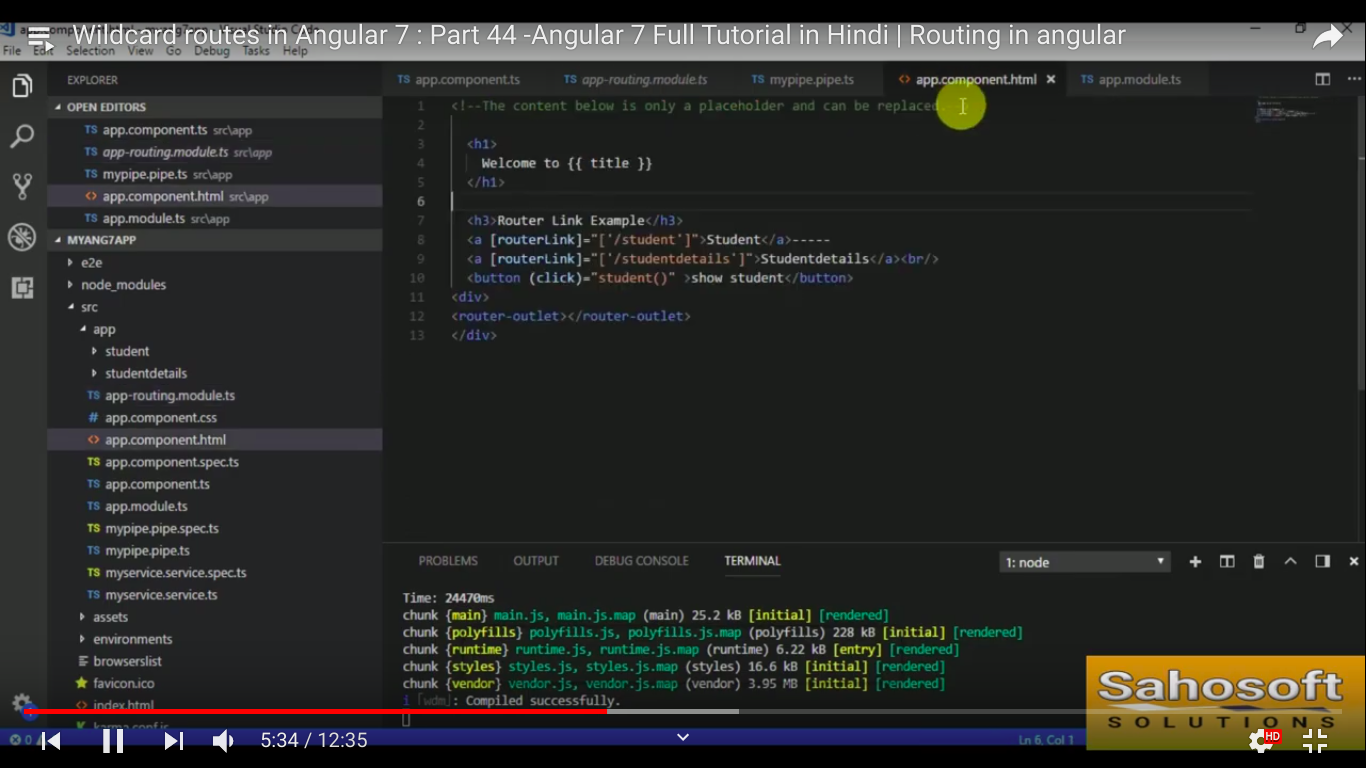 Wildcard routes in Angular 7 : Part 44 -Angular 7 Full Tutorial in Hindi | Routing in angular
File Edit Selection View Go Debug Tasks Help
EXPLORER
OPEN EDITORS
TS app.component.ts src\app
TS app-routing.module.ts src\app
TS mypipe.pipe.ts src\app
<> app.component.html src\app
TS app.module.ts src\app
MYANG7APP
e2e
node_modules
src
app
student
studentdetails
TS app-routing.module.ts
# app.component.css
<> app.component.html
TS app.component.spec.ts
TS app.component.ts
TS app.module.ts
TS mypipe.pipe.spec.ts
TS mypipe.pipe.ts
TS myservice.service.spec.ts
TS myservice.service.ts
assets
environments
browserslist
favicon.ico
<> index.html
karma.conf.js
TS app.component.ts TS app-routing.module.ts TS mypipe.pipe.ts <> app.component.html × TS app.module.ts
1 <!--The content below is only a placeholder and can be replaced.
2
3 <h1>
4 Welcome to {{ title }}
5 </h1>
6
7 <h3>Router Link Example</h3>
8 <a [routerLink]="['/student']">Student</a>-----
9 <a [routerLink]="['/studentdetails']">Studentdetails</a><br/>
10 <button (click)="student()" >show student</button>
11 <div>
12 <router-outlet></router-outlet>
13 </div>
PROBLEMS OUTPUT DEBUG CONSOLE TERMINAL 1: node
Time: 24470ms
chunk {main} main.js, main.js.map (main) 25.2 kB [initial] [rendered]
chunk {polyfills} polyfills.js, polyfills.js.map (polyfills) 228 kB [initial] [rendered]
chunk {runtime} runtime.js, runtime.js.map (runtime) 6.22 kB [entry] [rendered]
chunk {styles} styles.js, styles.js.map (styles) 16.6 kB [initial] [rendered]
chunk {vendor} vendor.js, vendor.js.map (vendor) 3.95 MB [initial] [rendered]
i ｢wdm｣: Compiled successfully.
Sahosoft
SOLUTIONS
0
5:34 / 12:35
Ln 6, Col 1
HD